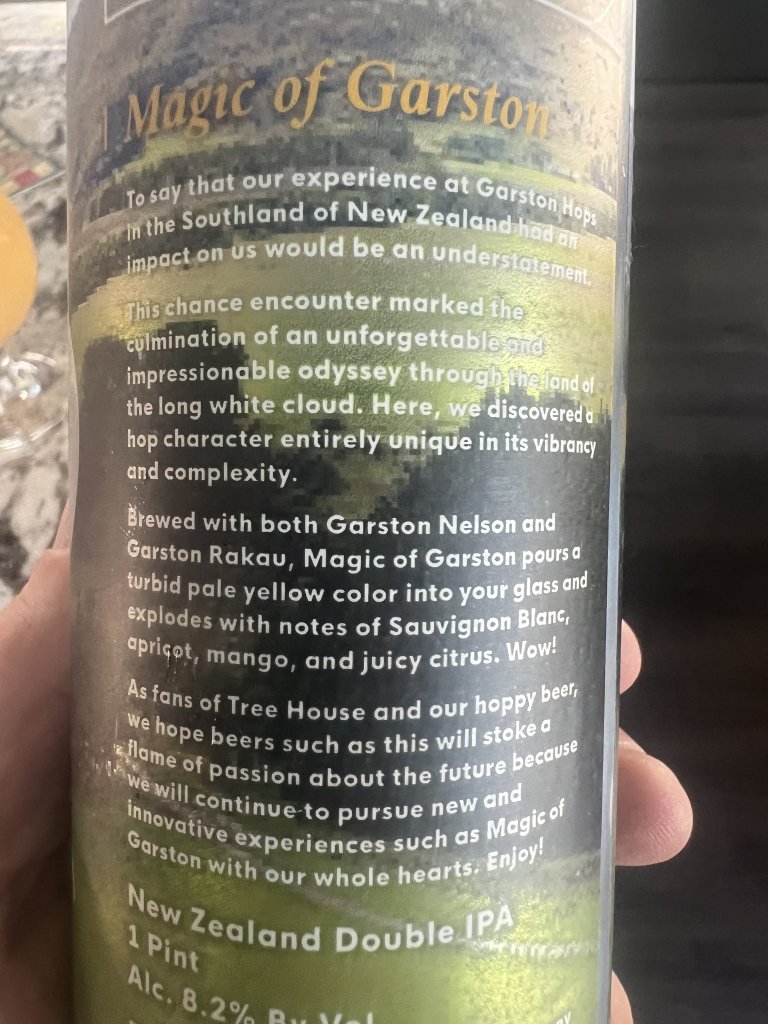 Magic of Garston
To say that our experience at Garston Hops
in the Southland of New Zealand had an
impact on us would be an understatement.
This chance encounter marked the
culmination of an unforgettable and
impressionable odyssey through the land of
the long white cloud. Here, we discovered a
hop character entirely unique in its vibrancy
and complexity.
Brewed with both Garston Nelson and
Garston Rakau, Magic of Garston pours a
turbid pale yellow color into your glass and
explodes with notes of Sauvignon Blanc,
apricot, mango, and juicy citrus. Wow!
As fans of Tree House and our hoppy beer,
we hope beers such as this will stoke a
flame of passion about the future because
we will continue to pursue new and
innovative experiences such as Magic of
Garston with our whole hearts. Enjoy!
New Zealand Double IPA
1 Pint
Alc. 8.2% By Vol